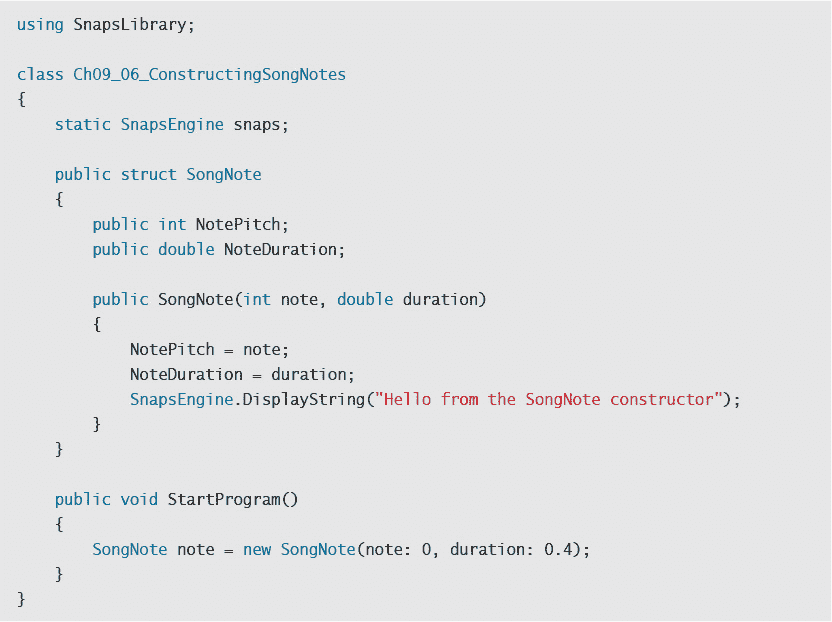 using SnapsLibrary;
class Ch09_06_ConstructingSongNotes
{
static SnapsEngine snaps;
public struct SongNote
{
public int NotePitch;
public double NoteDuration;
public SongNote(int note, double duration)
{
NotePitch = note;
NoteDuration = duration;
SnapsEngine.DisplayString("Hello from the SongNote constructor");
}
}
public void StartProgram()
{
SongNote note = new SongNote(note: 0, duration: 0.4);
}
}